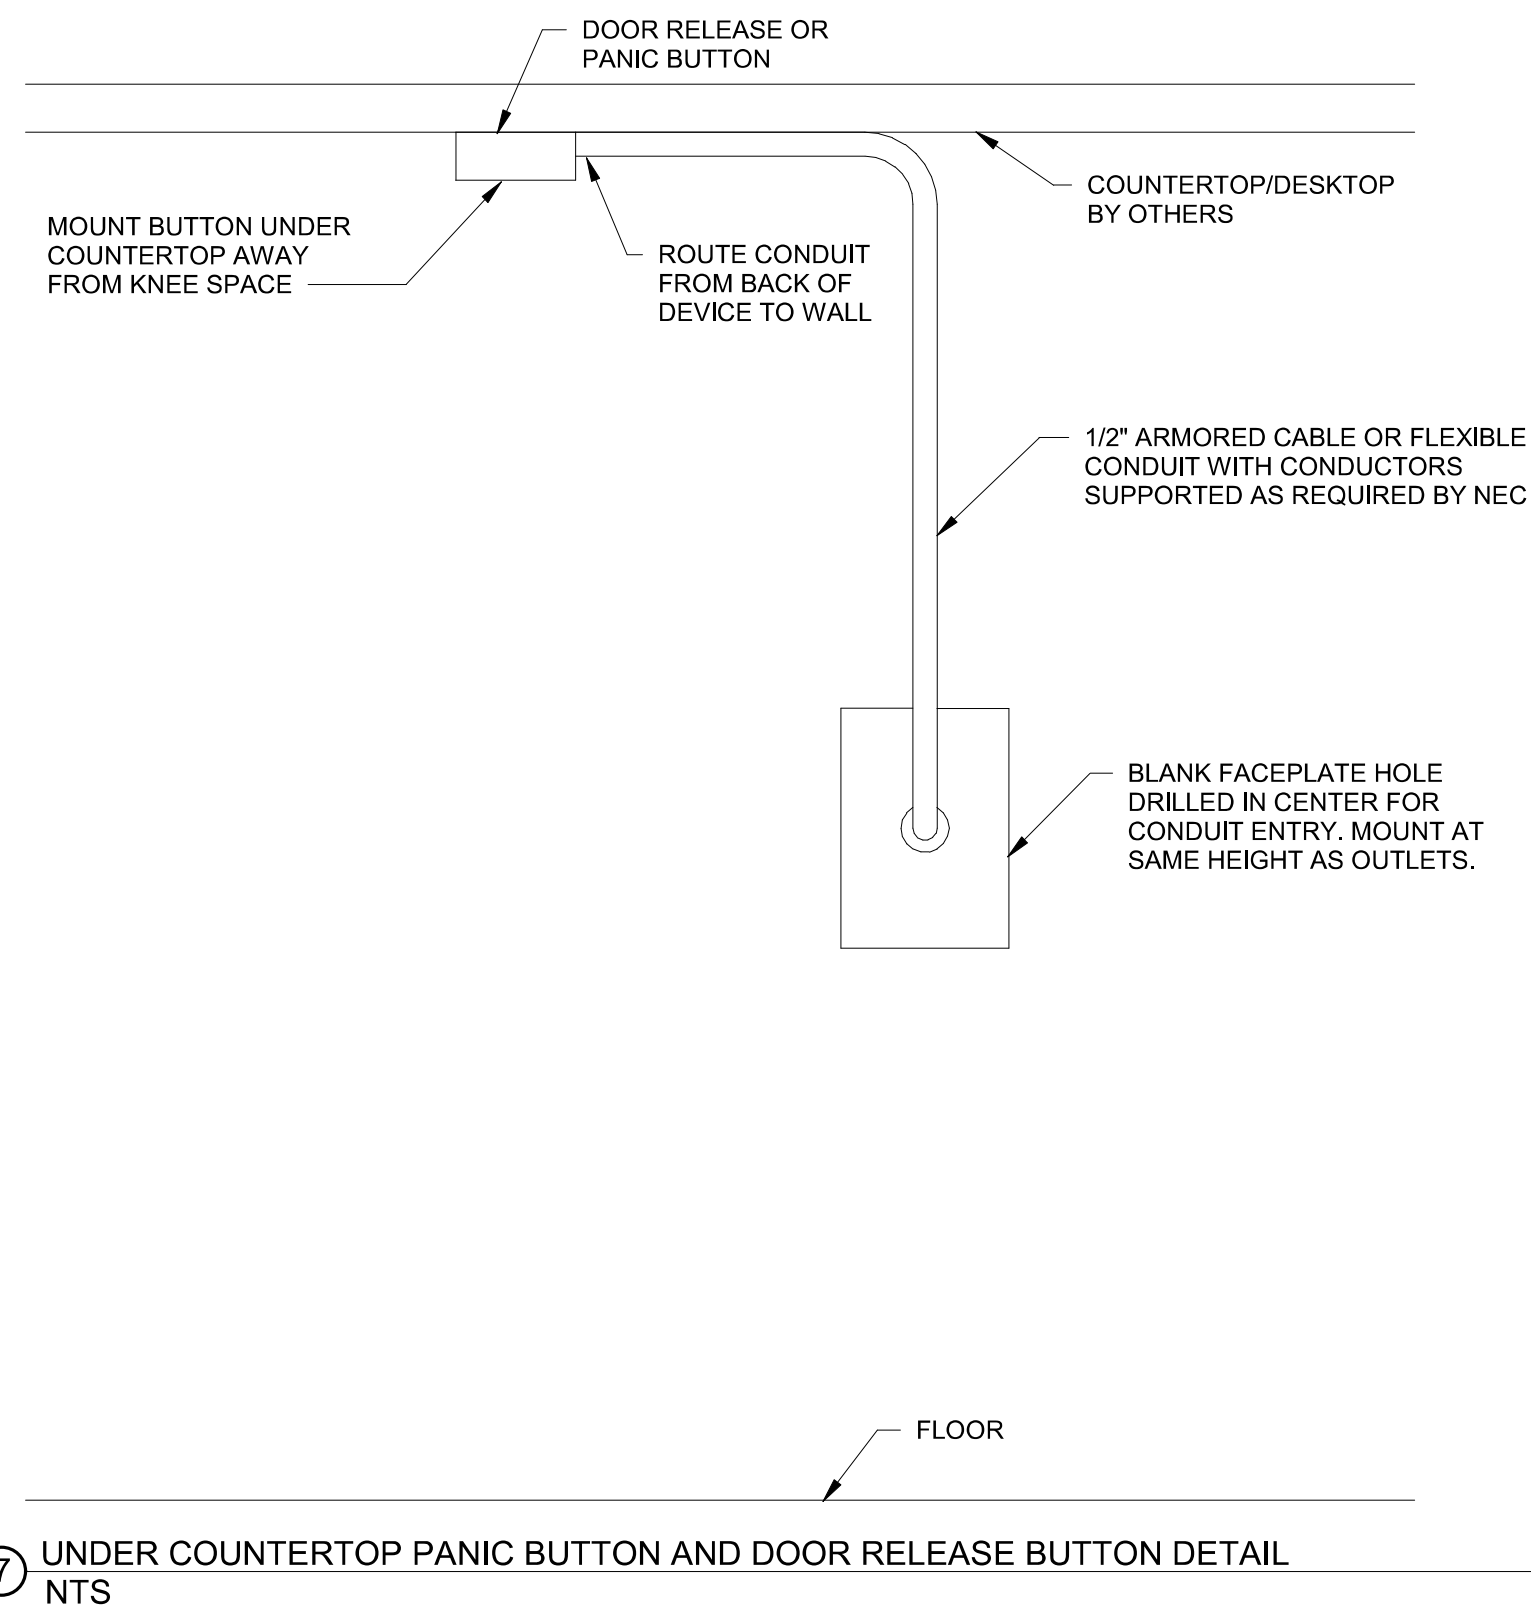 DOOR RELEASE OR
PANIC BUTTON
COUNTERTOP/DESKTOP
BY OTHERS
MOUNT BUTTON UNDER
COUNTERTOP AWAY
FROM KNEE SPACE
ROUTE CONDUIT
FROM BACK OF
DEVICE TO WALL
1/2" ARMORED CABLE OR FLEXIBLE
CONDUIT WITH CONDUCTORS
SUPPORTED AS REQUIRED BY NEC
BLANK FACEPLATE HOLE
DRILLED IN CENTER FOR
CONDUIT ENTRY. MOUNT AT
SAME HEIGHT AS OUTLETS.
FLOOR
7 UNDER COUNTERTOP PANIC BUTTON AND DOOR RELEASE BUTTON DETAIL
NTS